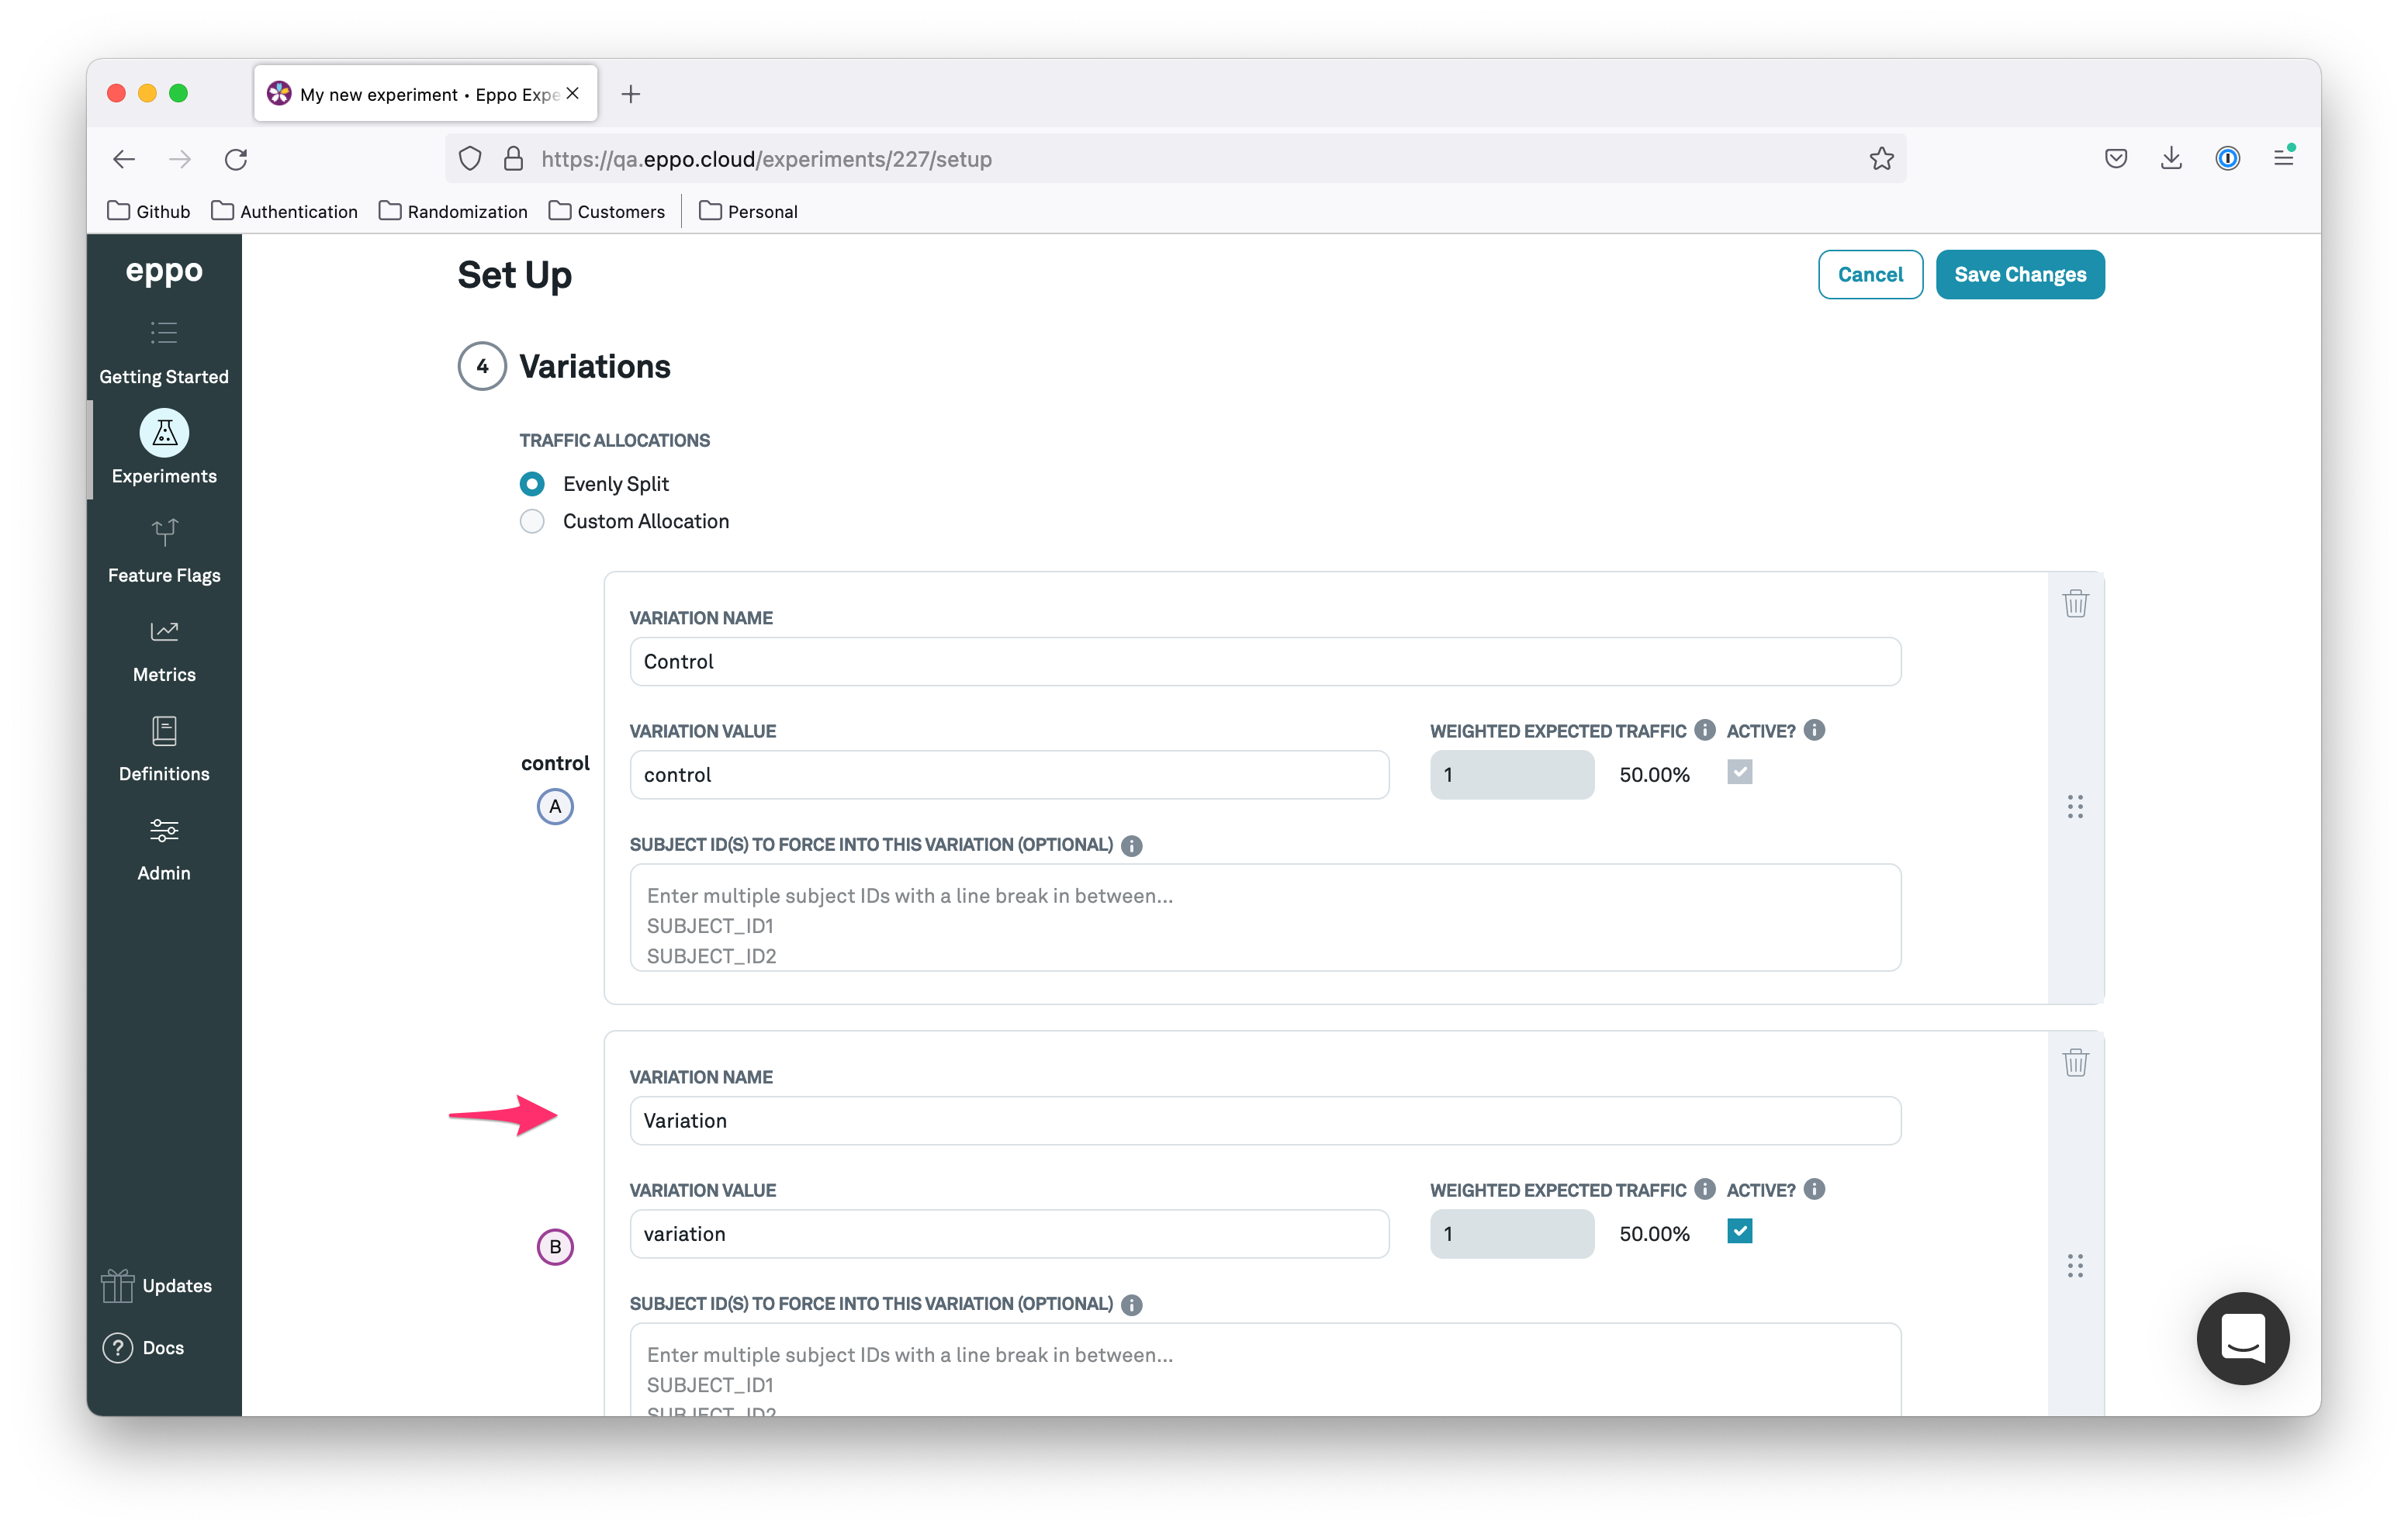 My new experiment • Eppo Expe
https://qa.eppo.cloud/experiments/227/setup
Github
Authentication
Randomization
Customers
Personal
eppo
Getting Started
Experiments
Feature Flags
Metrics
Definitions
Admin
Updates
? Docs
Set Up
Cancel
Save Changes
4 Variations
TRAFFIC ALLOCATIONS
Evenly Split
Custom Allocation
control
A
VARIATION NAME
Control
VARIATION VALUE
WEIGHTED EXPECTED TRAFFIC i ACTIVE? i
control
1
50.00%
SUBJECT ID(S) TO FORCE INTO THIS VARIATION (OPTIONAL) i
Enter multiple subject IDs with a line break in between...
SUBJECT_ID1
SUBJECT_ID2
B
VARIATION NAME
Variation
VARIATION VALUE
WEIGHTED EXPECTED TRAFFIC i ACTIVE? i
variation
1
50.00%
SUBJECT ID(S) TO FORCE INTO THIS VARIATION (OPTIONAL) i
Enter multiple subject IDs with a line break in between...
SUBJECT_ID1
SUBJECT_ID2